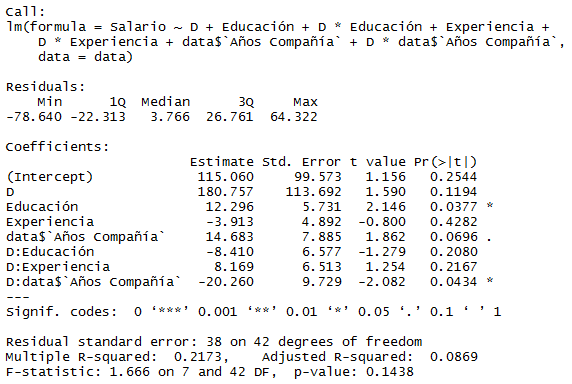 Call:
lm(formula = Salario ~ D + Educación + D * Educación + Experiencia +
    D * Experiencia + data$`Años Compañía` + D * data$`Años Compañía`,
    data = data)

Residuals:
    Min      1Q  Median      3Q     Max
-78.640 -22.313   3.766  26.761  64.322

Coefficients:
                       Estimate Std. Error t value Pr(>|t|)
(Intercept)             115.060     99.573   1.156   0.2544
D                       180.757    113.692   1.590   0.1194
Educación                12.296      5.731   2.146   0.0377 *
Experiencia              -3.913      4.892  -0.800   0.4282
data$`Años Compañía`     14.683      7.885   1.862   0.0696 .
D:Educación              -8.410      6.577  -1.279   0.2080
D:Experiencia             8.169      6.513   1.254   0.2167
D:data$`Años Compañía`  -20.260      9.729  -2.082   0.0434 *
---
Signif. codes:  0 ‘***’ 0.001 ‘**’ 0.01 ‘*’ 0.05 ‘.’ 0.1 ‘ ’ 1

Residual standard error: 38 on 42 degrees of freedom
Multiple R-squared:  0.2173,    Adjusted R-squared:  0.0869
F-statistic: 1.666 on 7 and 42 DF,  p-value: 0.1438